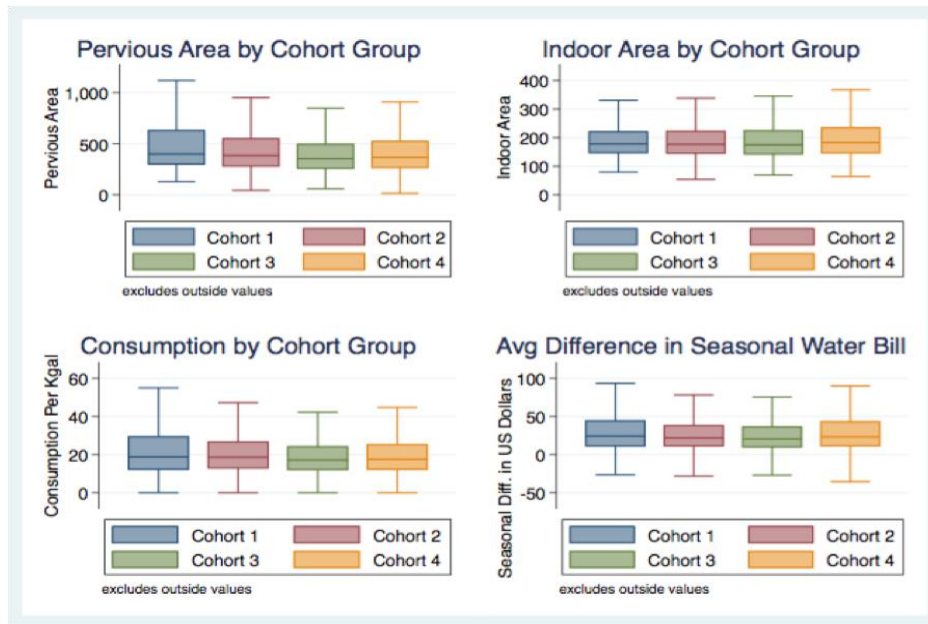 Pervious Area by Cohort Group
Pervious Area
1,000
500
0
Cohort 1
Cohort 2
Cohort 3
Cohort 4
excludes outside values
Indoor Area by Cohort Group
Indoor Area
400
300
200
100
0
Cohort 1
Cohort 2
Cohort 3
Cohort 4
excludes outside values
Consumption by Cohort Group
Consumption Per Kgal
60
40
20
0
Cohort 1
Cohort 2
Cohort 3
Cohort 4
excludes outside values
Avg Difference in Seasonal Water Bill
Seasonal Diff. in US Dollars
100
50
0
-50
Cohort 1
Cohort 2
Cohort 3
Cohort 4
excludes outside values